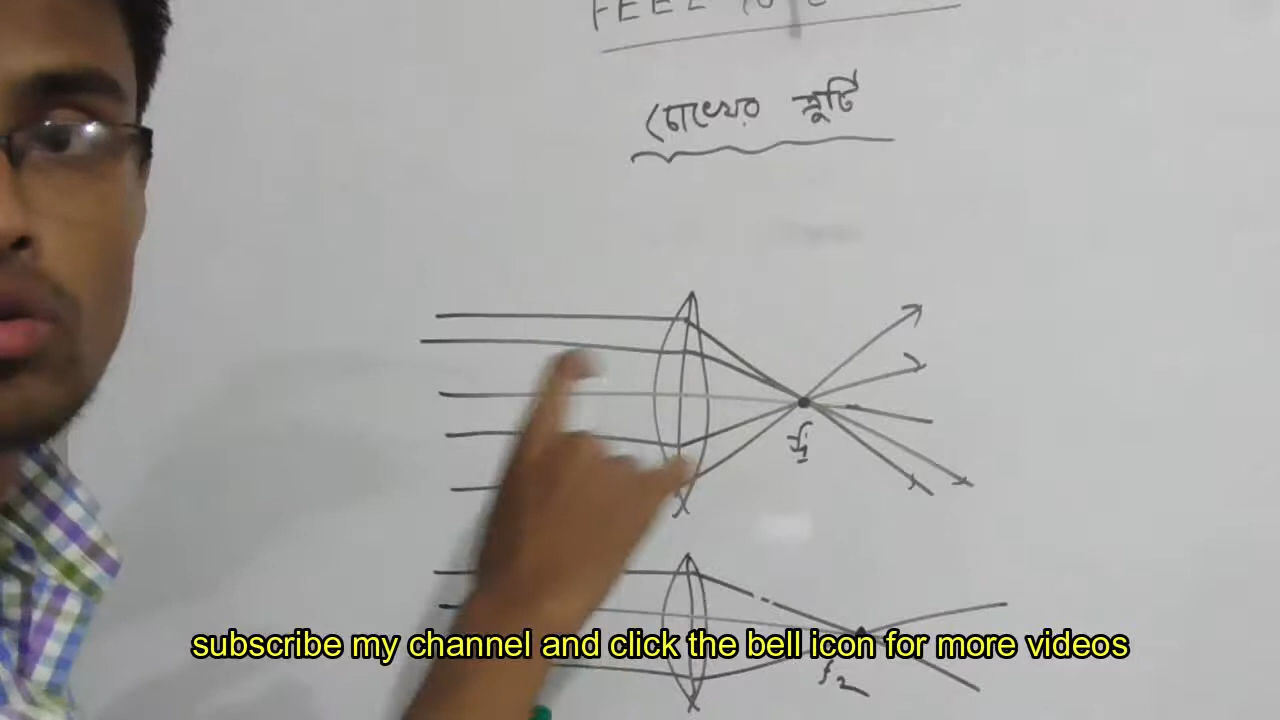 FEEL
চোখের ত্রুটি
f1
f2
subscribe my channel and click the bell icon for more videos